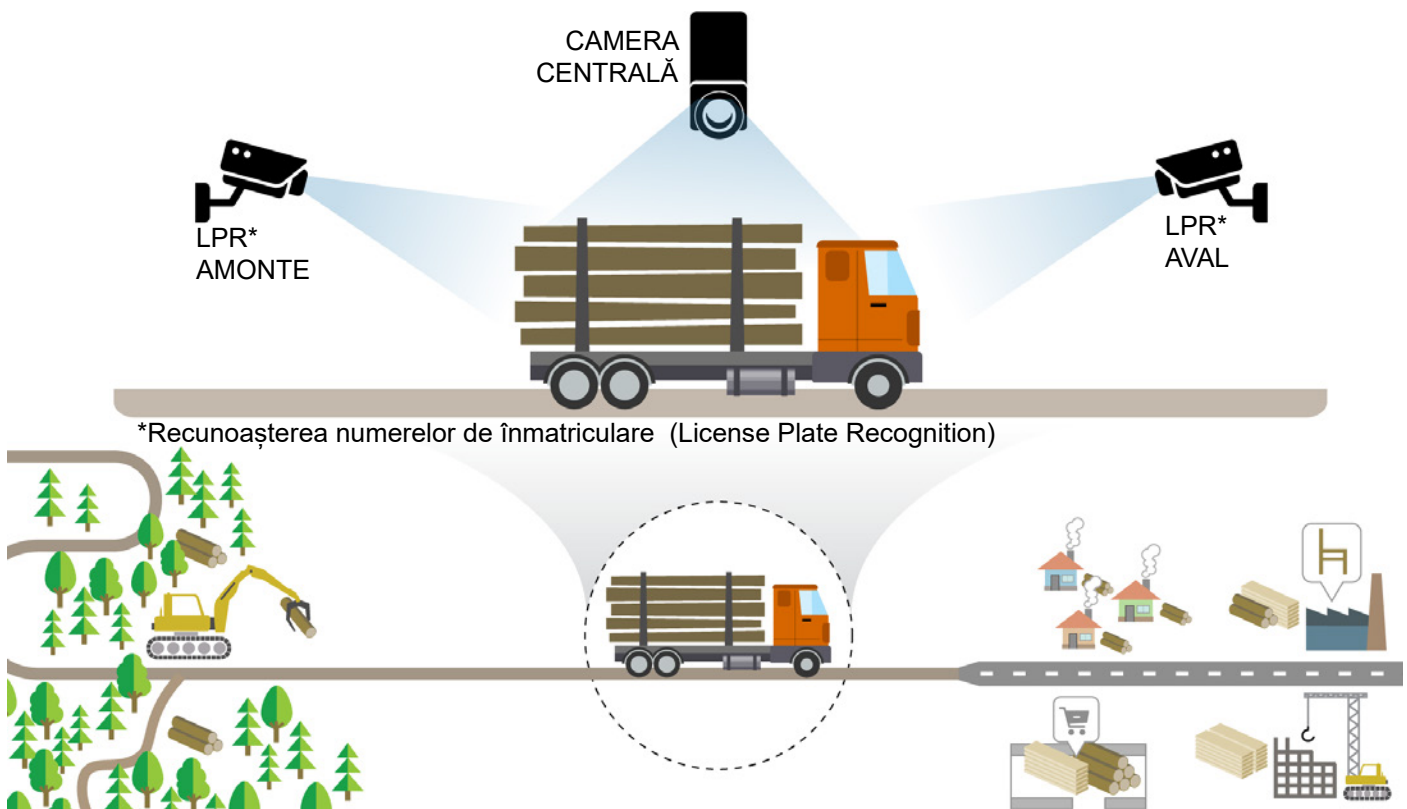 CAMERA
CENTRALĂ
LPR*
AMONTE
LPR*
AVAL
*Recunoașterea numerelor de înmatriculare (License Plate Recognition)